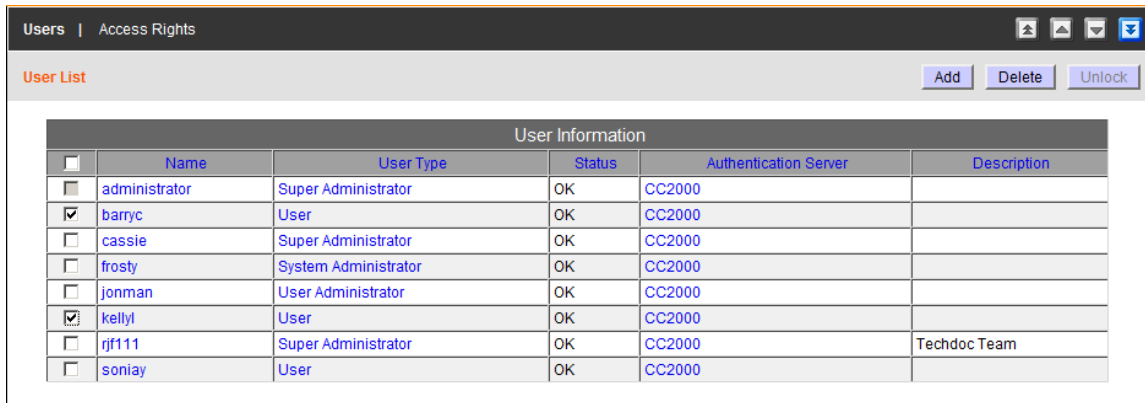 Users | Access Rights
User List Add Delete Unlock
User Information
Name User Type Status Authentication Server Description
administrator Super Administrator OK CC2000
barryc User OK CC2000
cassie Super Administrator OK CC2000
frosty System Administrator OK CC2000
jonman User Administrator OK CC2000
kellyl User OK CC2000
rjf111 Super Administrator OK CC2000 Techdoc Team
soniay User OK CC2000